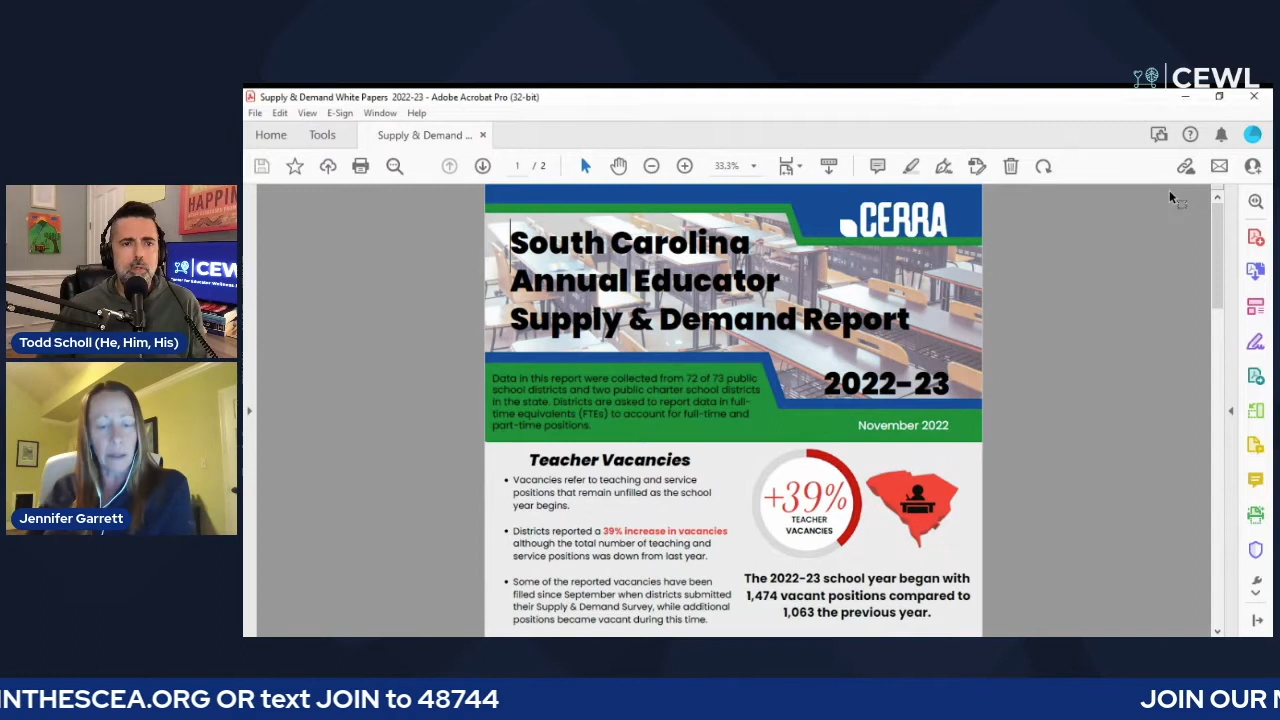 CEWL
Supply & Demand White Papers 2022-23 - Adobe Acrobat Pro (32-bit)
File Edit View E-Sign Window Help
Home Tools Supply & Demand ... ×
1 / 2 33.3%
CERRA
South Carolina
Annual Educator
Supply & Demand Report
2022-23
Data in this report were collected from 72 of 73 public
school districts and two public charter school districts
in the state. Districts are asked to report data in full-
time equivalents (FTEs) to account for full-time and
part-time positions.
November 2022
Teacher Vacancies
• Vacancies refer to teaching and service
positions that remain unfilled as the school
year begins.
• Districts reported a 39% increase in vacancies
although the total number of teaching and
service positions was down from last year.
• Some of the reported vacancies have been
filled since September when districts submitted
their Supply & Demand Survey, while additional
positions became vacant during this time.
+39%
TEACHER
VACANCIES
The 2022-23 school year began with
1,474 vacant positions compared to
1,063 the previous year.
HAPPIN
CEW
Todd Scholl (He, Him, His)
Jennifer Garrett
INTHESCEA.ORG OR text JOIN to 48744
JOIN OUR